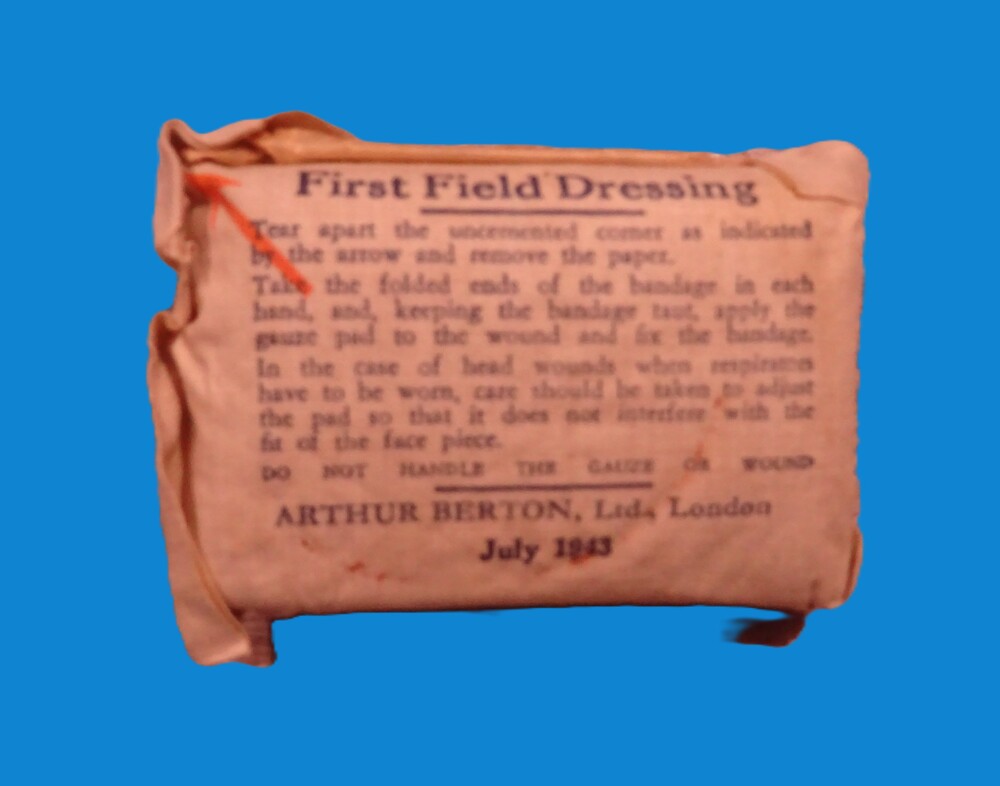 First Field Dressing
Tear apart the uncemented corner as indicated
by the arrow and remove the paper.
Take the folded ends of the bandage in each
hand, and, keeping the bandage taut, apply the
gauze pad to the wound and fix the bandage.
In the case of head wounds when respirators
have to be worn, care should be taken to adjust
the pad so that it does not interfere with the
fit of the face piece.
DO NOT HANDLE THE GAUZE OR WOUND
ARTHUR BERTON, Ltd., London
July 1943